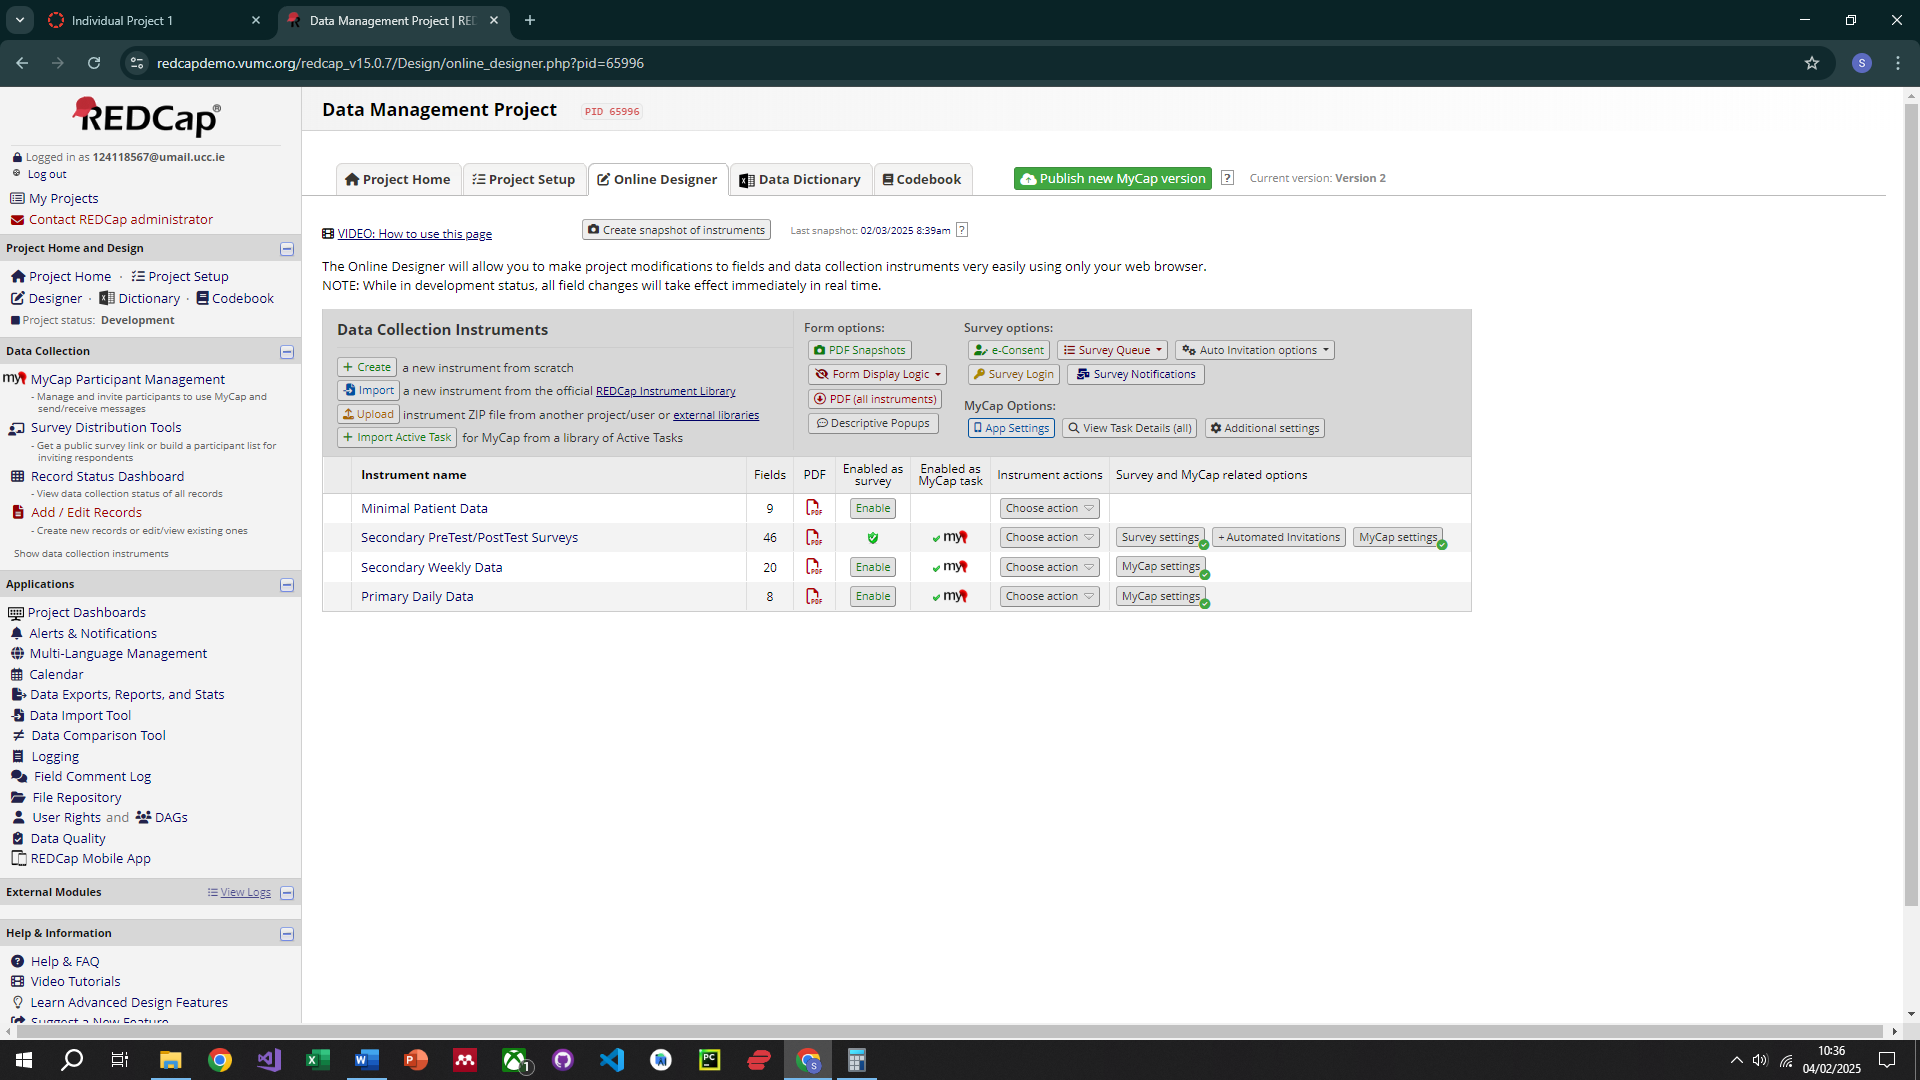 Individual Project 1
Data Management Project | REDC
redcapdemo.vumc.org/redcap_v15.0.7/Design/online_designer.php?pid=65996
S
REDCap®
Logged in as 124118567@umail.ucc.ie
Log out
My Projects
Contact REDCap administrator
Project Home and Design
Project Home · Project Setup
Designer · Dictionary · Codebook
Project status: Development
Data Collection
MyCap Participant Management
- Manage and invite participants to use MyCap and
send/receive messages
Survey Distribution Tools
- Get a public survey link or build a participant list for
inviting respondents
Record Status Dashboard
- View data collection status of all records
Add / Edit Records
- Create new records or edit/view existing ones
Show data collection instruments
Applications
Project Dashboards
Alerts & Notifications
Multi-Language Management
Calendar
Data Exports, Reports, and Stats
Data Import Tool
Data Comparison Tool
Logging
Field Comment Log
File Repository
User Rights and DAGs
Data Quality
REDCap Mobile App
External Modules View Logs
Help & Information
Help & FAQ
Video Tutorials
Learn Advanced Design Features
Suggest a New Feature
Data Management Project PID 65996
Project Home Project Setup Online Designer Data Dictionary Codebook Publish new MyCap version ? Current version: Version 2
VIDEO: How to use this page Create snapshot of instruments Last snapshot: 02/03/2025 8:39am ?
The Online Designer will allow you to make project modifications to fields and data collection instruments very easily using only your web browser.
NOTE: While in development status, all field changes will take effect immediately in real time.
Data Collection Instruments
+ Create a new instrument from scratch
Import a new instrument from the official REDCap Instrument Library
Upload instrument ZIP file from another project/user or external libraries
+ Import Active Task for MyCap from a library of Active Tasks
Form options:
PDF Snapshots
Form Display Logic
PDF (all instruments)
Descriptive Popups
Survey options:
e-Consent Survey Queue Auto Invitation options
Survey Login Survey Notifications
MyCap Options:
App Settings View Task Details (all) Additional settings
Instrument name Fields PDF Enabled as survey Enabled as MyCap task Instrument actions Survey and MyCap related options
Minimal Patient Data 9 PDF Enable Choose action
Secondary PreTest/PostTest Surveys 46 PDF my Choose action Survey settings + Automated Invitations MyCap settings
Secondary Weekly Data 20 PDF Enable my Choose action MyCap settings
Primary Daily Data 8 PDF Enable my Choose action MyCap settings
10:36
04/02/2025